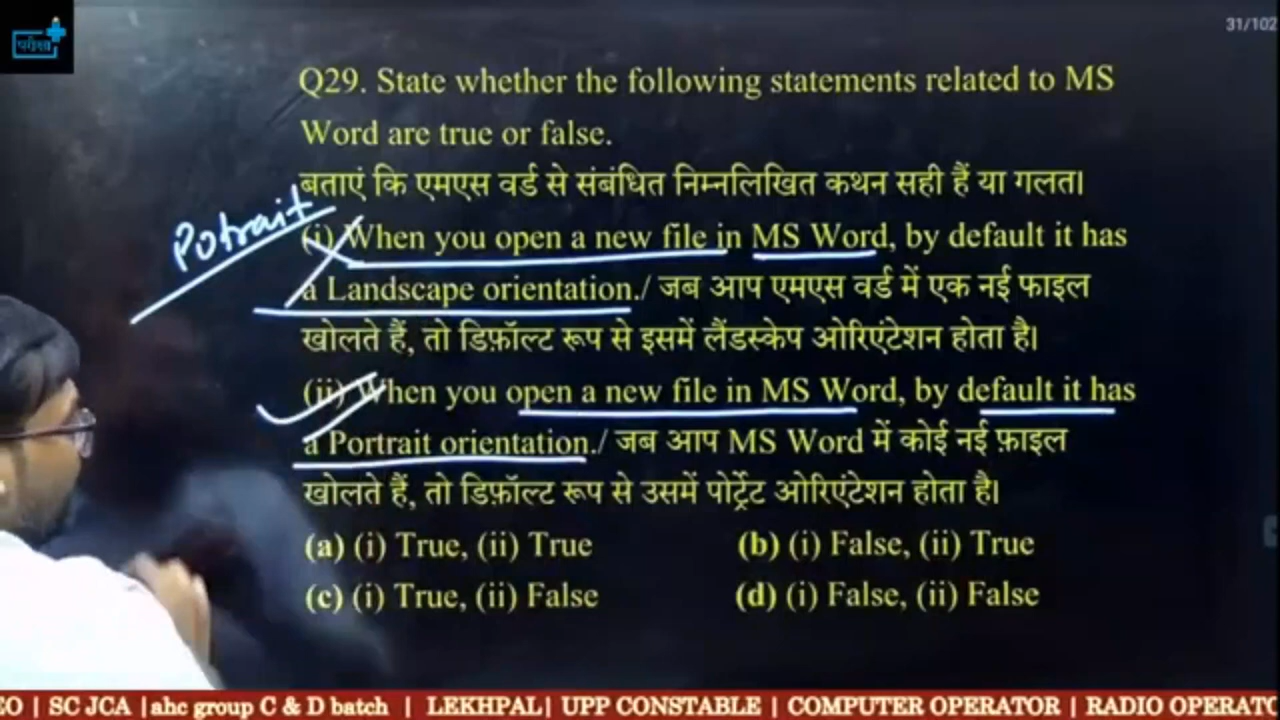 परीक्षा
31/102
Q29. State whether the following statements related to MS
Word are true or false.
बताएं कि एमएस वर्ड से संबंधित निम्नलिखित कथन सही हैं या गलत।
Potrait
(i) When you open a new file in MS Word, by default it has
a Landscape orientation./ जब आप एमएस वर्ड में एक नई फाइल
खोलते हैं, तो डिफ़ॉल्ट रूप से इसमें लैंडस्केप ओरिएंटेशन होता है।
(ii) When you open a new file in MS Word, by default it has
a Portrait orientation./ जब आप MS Word में कोई नई फ़ाइल
खोलते हैं, तो डिफ़ॉल्ट रूप से उसमें पोर्ट्रेट ओरिएंटेशन होता है।
(a) (i) True, (ii) True (b) (i) False, (ii) True
(c) (i) True, (ii) False (d) (i) False, (ii) False
EO | SC JCA |ahc group C & D batch | LEKHPAL| UPP CONSTABLE | COMPUTER OPERATOR | RADIO OPERATO